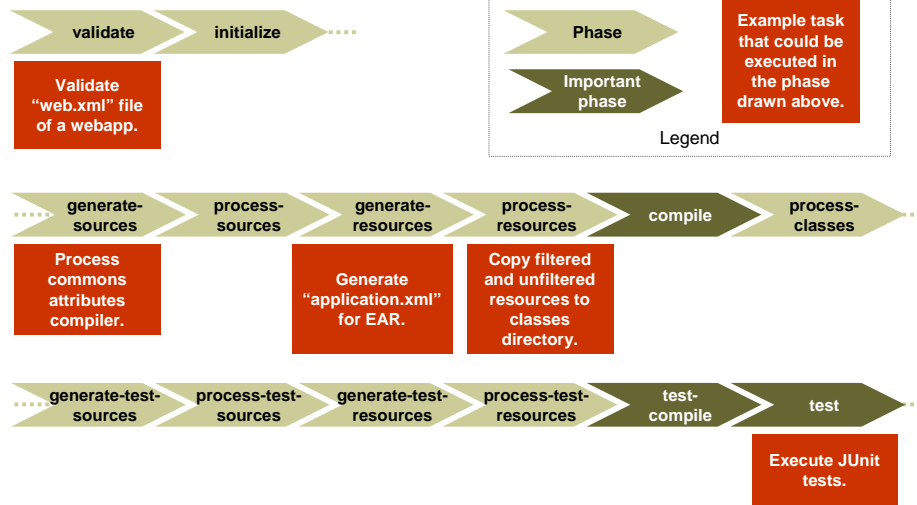 validate
initialize
Validate
“web.xml” file
of a webapp.
Phase
Important
phase
Example task
that could be
executed in
the phase
drawn above.
Legend
generate-
sources
process-
sources
generate-
resources
process-
resources
compile
process-
classes
Process
commons
attributes
compiler.
Generate
“application.xml”
for EAR.
Copy filtered
and unfiltered
resources to
classes
directory.
generate-test-
sources
process-test-
sources
generate-test-
resources
process-test-
resources
test-
compile
test
Execute JUnit
tests.